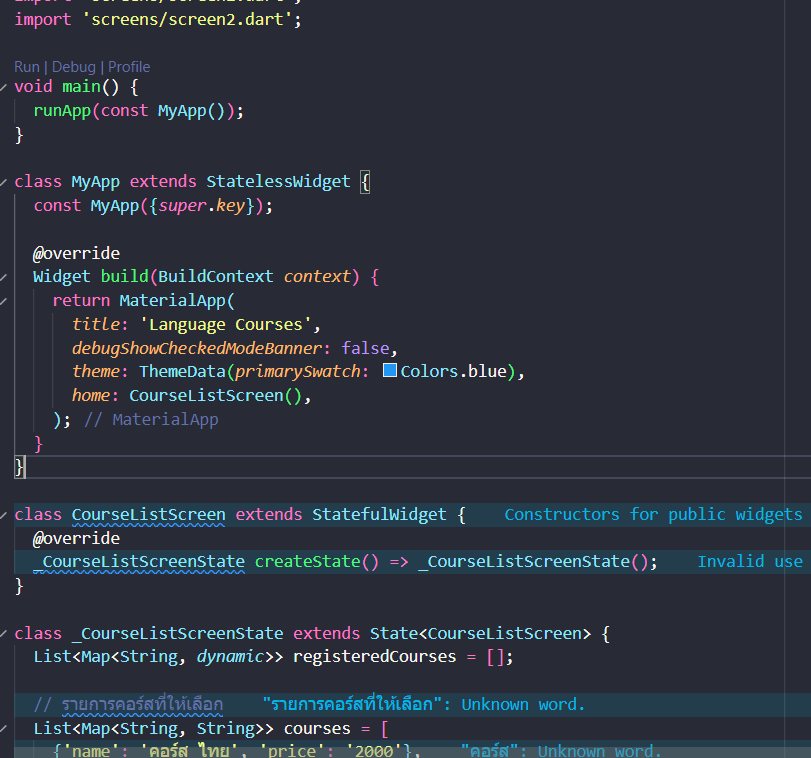 import 'screens/screen2.dart';
Run | Debug | Profile
void main() {
runApp(const MyApp());
}
class MyApp extends StatelessWidget {
const MyApp({super.key});
@override
Widget build(BuildContext context) {
return MaterialApp(
title: 'Language Courses',
debugShowCheckedModeBanner: false,
theme: ThemeData(primarySwatch: Colors.blue),
home: CourseListScreen(),
); // MaterialApp
}
}
class CourseListScreen extends StatefulWidget { Constructors for public widgets
@override
_CourseListScreenState createState() => _CourseListScreenState(); Invalid use
}
class _CourseListScreenState extends State<CourseListScreen> {
List<Map<String, dynamic>> registeredCourses = [];
// รายการคอร์สที่ให้เลือก "รายการคอร์สที่ให้เลือก": Unknown word.
List<Map<String, String>> courses = [
{'name': 'คอร์ส ไทย', 'price': '2000'}, "คอร์ส": Unknown word.